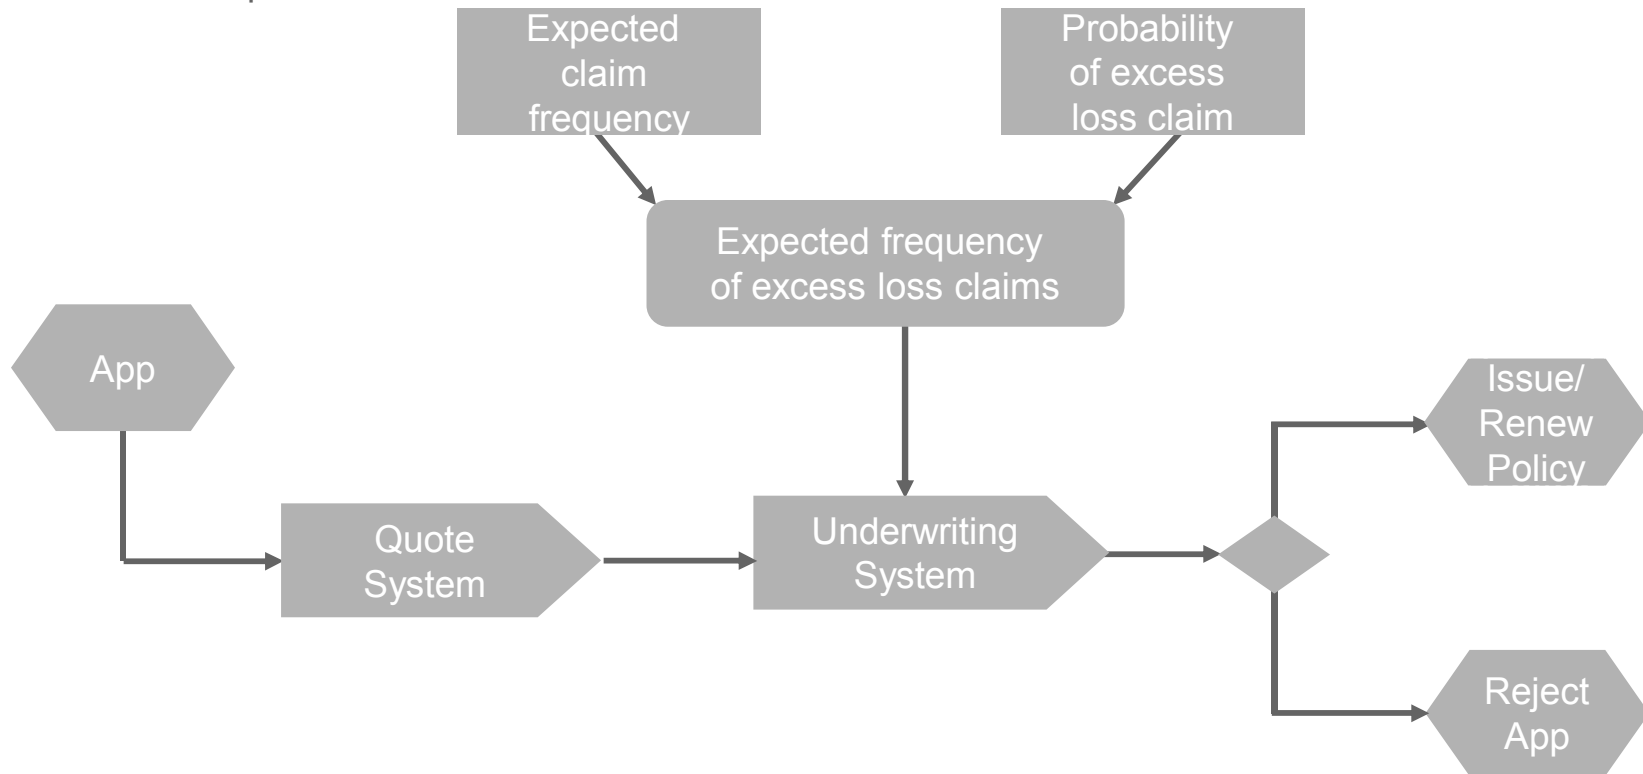 Expected
claim
frequency
Probability
of excess
loss claim
Expected frequency
of excess loss claims
App
Issue/
Renew
Policy
Quote
System
Underwriting
System
Reject
App